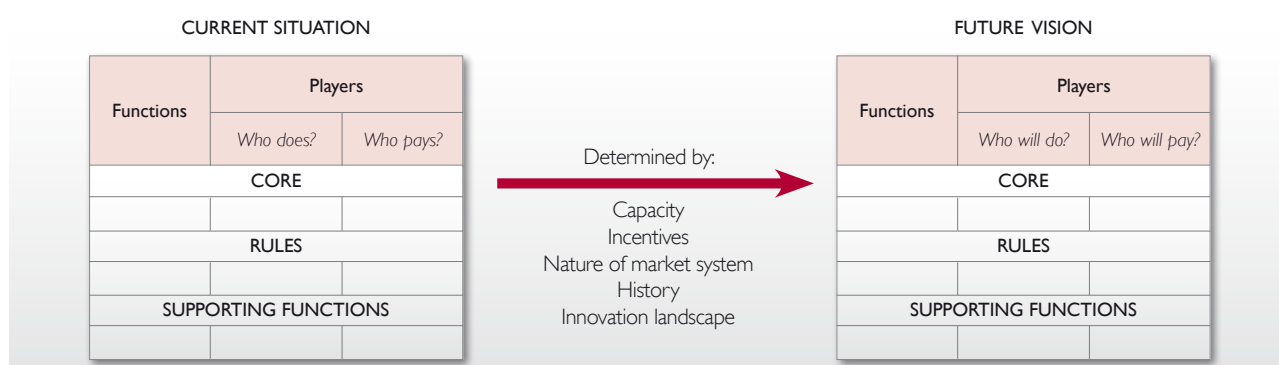 CURRENT SITUATION
Functions
Players
Who does?
Who pays?
CORE
RULES
SUPPORTING FUNCTIONS
Determined by:
Capacity
Incentives
Nature of market system
History
Innovation landscape
FUTURE VISION
Functions
Players
Who will do?
Who will pay?
CORE
RULES
SUPPORTING FUNCTIONS